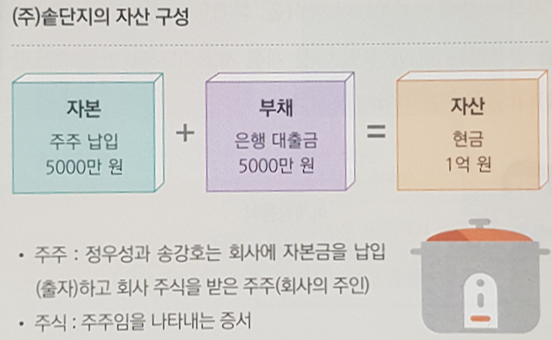 (주)솥단지의 자산 구성
자본
주주 납입
5000만 원
+
부채
은행 대출금
5000만 원
=
자산
현금
1억 원
• 주주 : 정우성과 송강호는 회사에 자본금을 납입
(출자)하고 회사 주식을 받은 주주(회사의 주인)
• 주식 : 주주임을 나타내는 증서